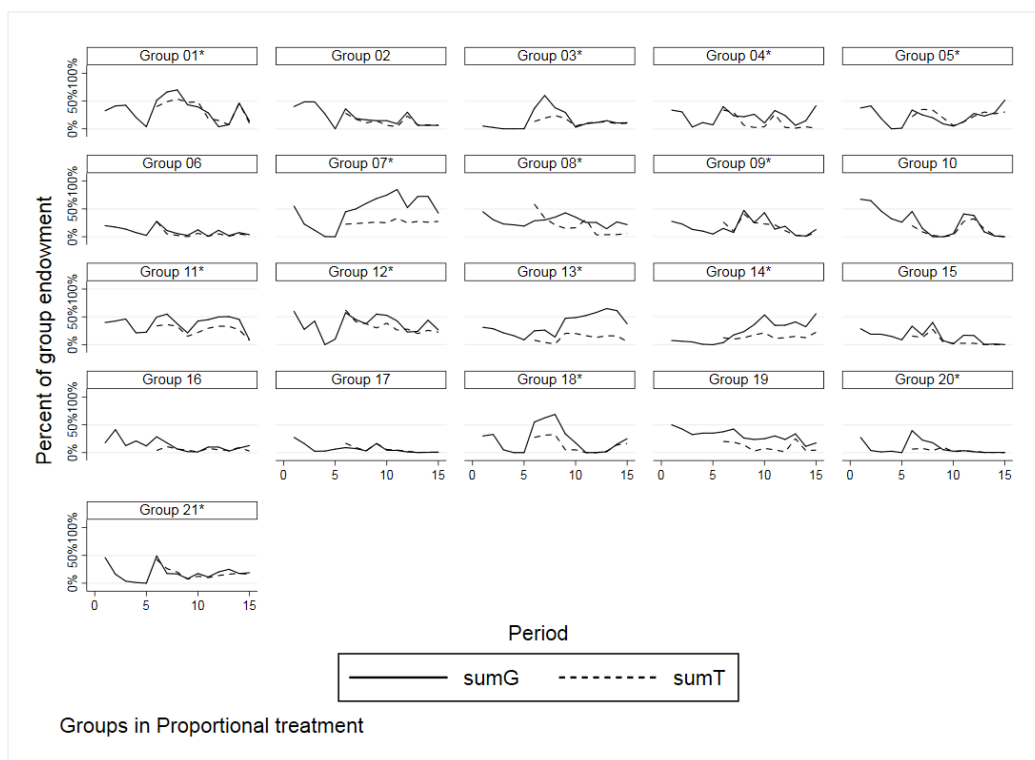 Group 01* Group 02 Group 03* Group 04* Group 05*
0% 50% 100%
Group 06 Group 07* Group 08* Group 09* Group 10
0% 50% 100%
Group 11* Group 12* Group 13* Group 14* Group 15
0% 50% 100%
Group 16 Group 17 Group 18* Group 19 Group 20*
0% 50% 100%
0 5 10 15 0 5 10 15 0 5 10 15 0 5 10 15
Group 21*
0% 50% 100%
0 5 10 15
Percent of group endowment
Period
sumG sumT
Groups in Proportional treatment